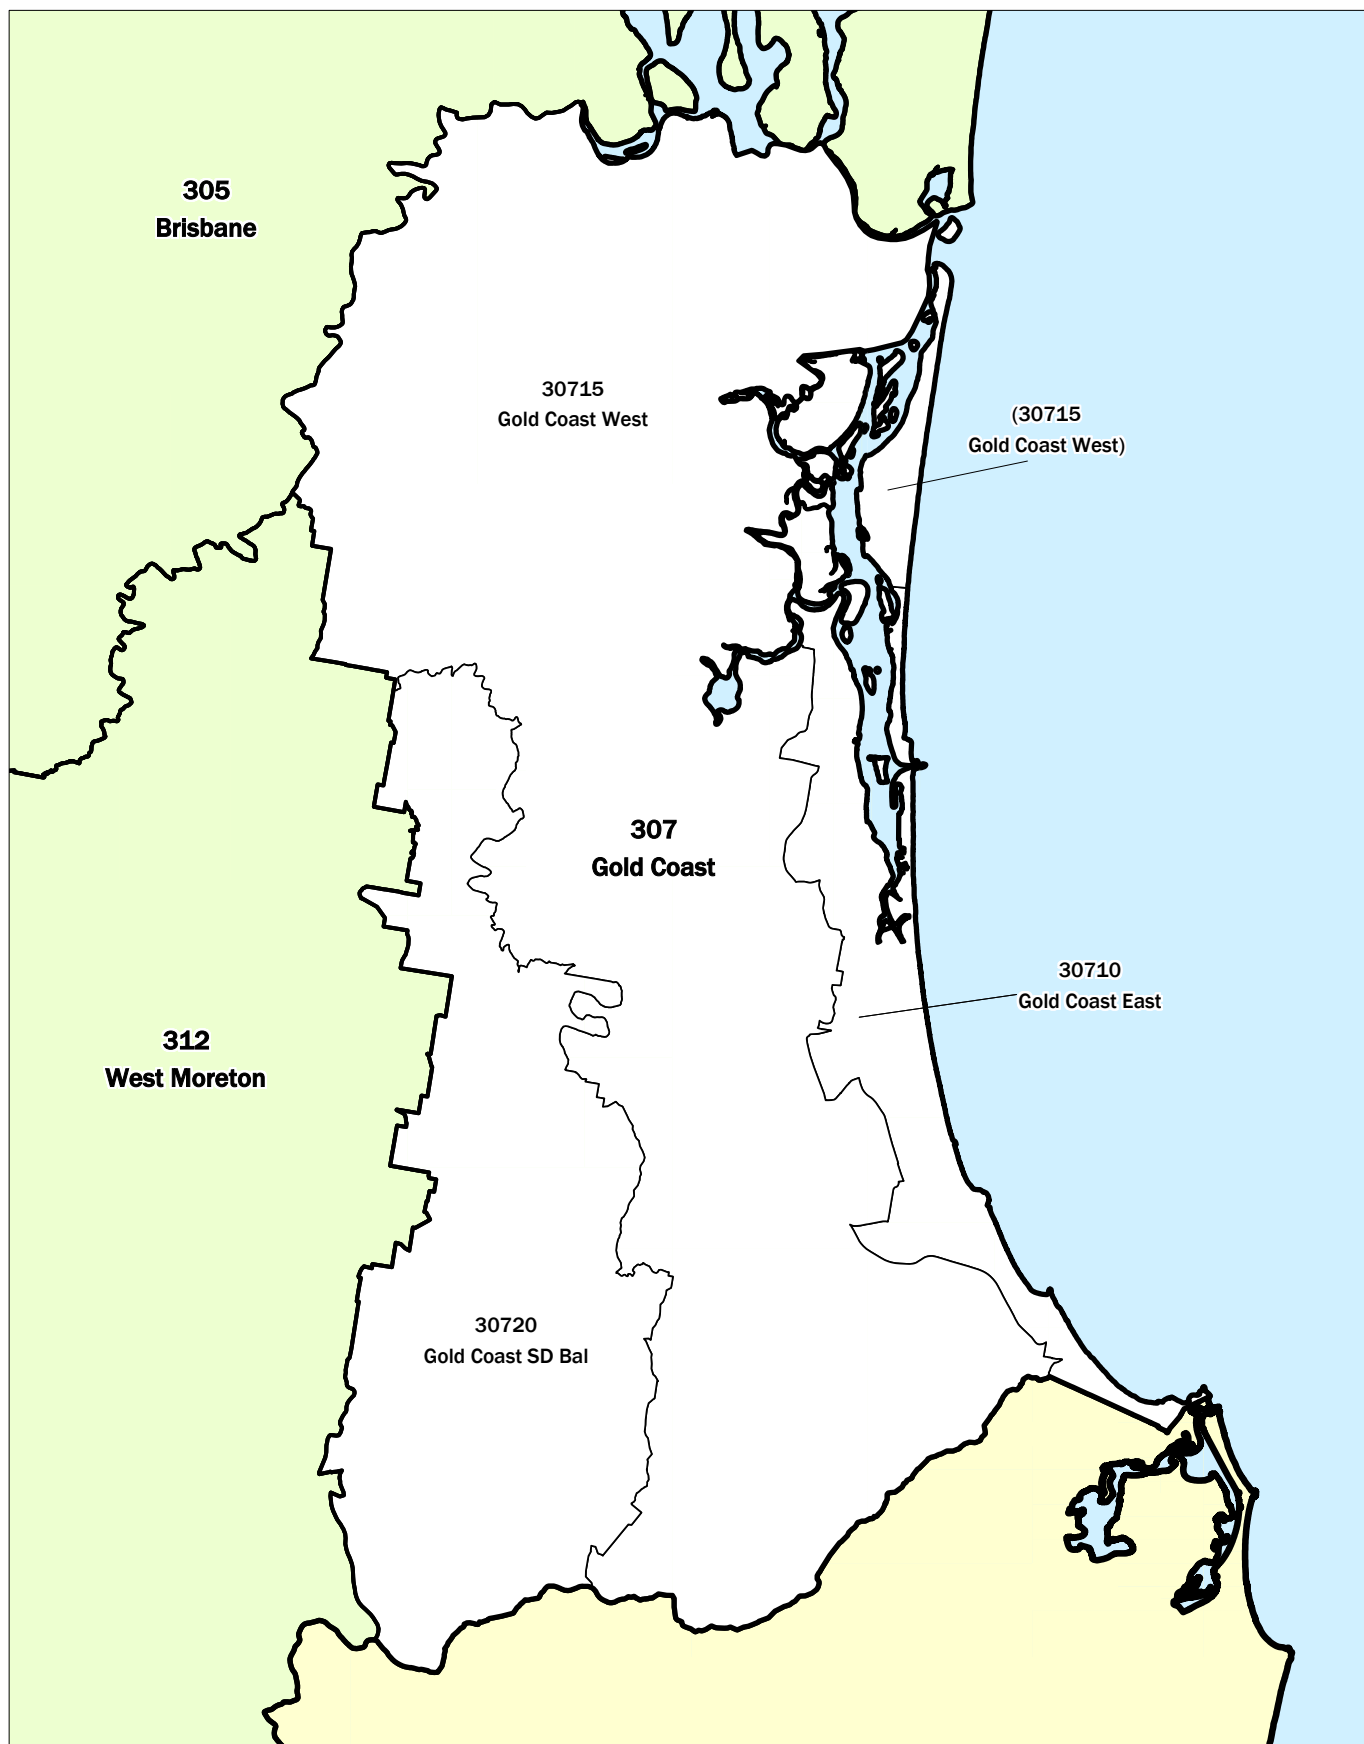 305
Brisbane
30715
Gold Coast West
(30715
Gold Coast West)
307
Gold Coast
30710
Gold Coast East
312
West Moreton
30720
Gold Coast SD Bal